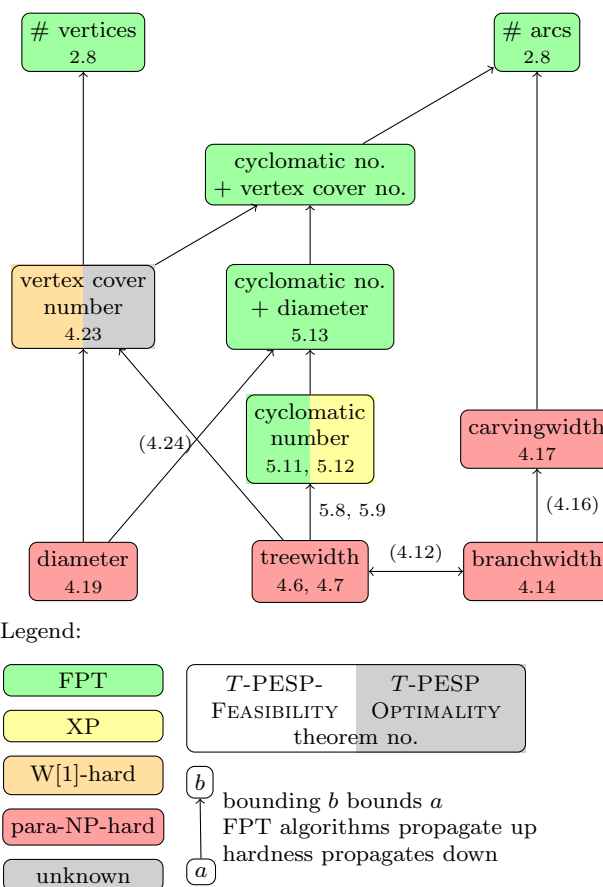 # vertices
2.8
# arcs
2.8
cyclomatic no.
+ vertex cover no.
vertex cover
number
4.23
cyclomatic no.
+ diameter
5.13
cyclomatic
number
5.11, 5.12
carvingwidth
4.17
(4.24)
5.8, 5.9
(4.16)
diameter
4.19
treewidth
4.6, 4.7
(4.12)
branchwidth
4.14
Legend:
FPT
XP
W[1]-hard
para-NP-hard
unknown
T-PESP-
FEASIBILITY
T-PESP
OPTIMALITY
theorem no.
b
a
bounding b bounds a
FPT algorithms propagate up
hardness propagates down